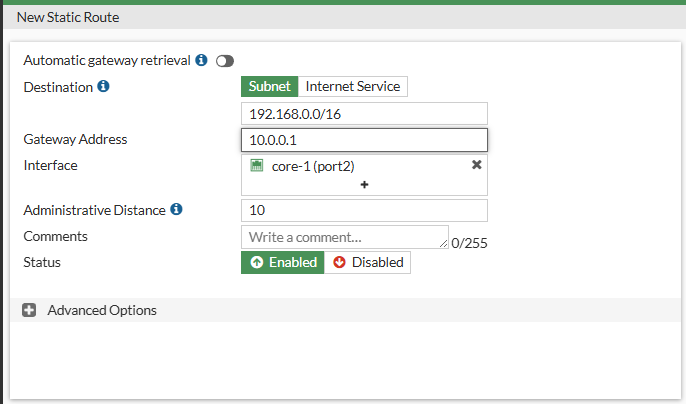 New Static Route
Automatic gateway retrieval
Destination Subnet Internet Service
192.168.0.0/16
Gateway Address 10.0.0.1
Interface core-1 (port2)
Administrative Distance 10
Comments Write a comment... 0/255
Status Enabled Disabled
Advanced Options